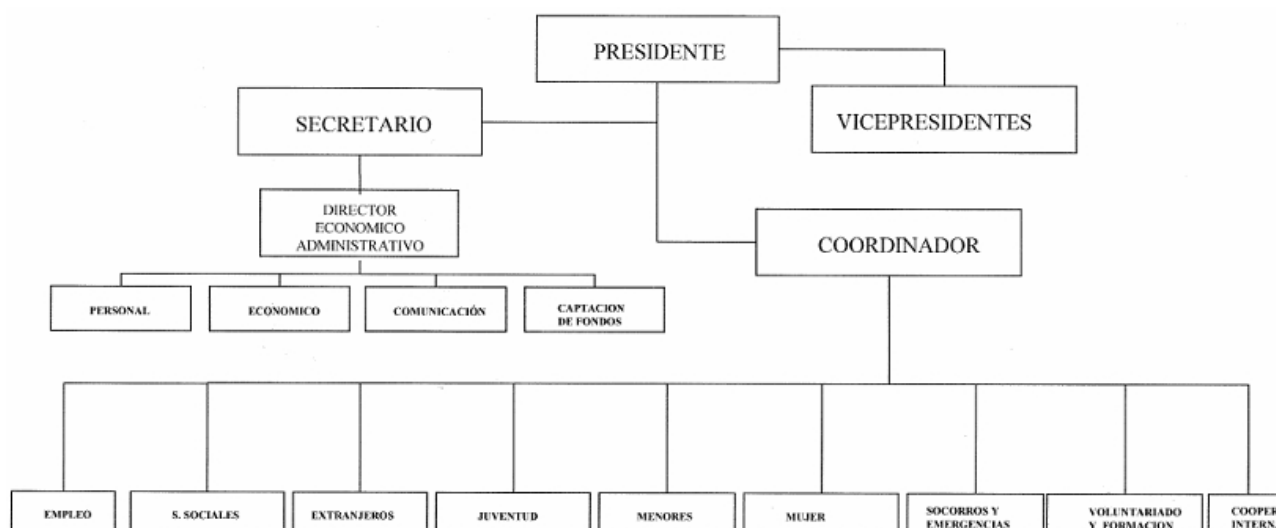 PRESIDENTE
SECRETARIO
VICEPRESIDENTES
DIRECTOR
ECONOMICO
ADMINISTRATIVO
COORDINADOR
PERSONAL
ECONOMICO
COMUNICACIÓN
CAPTACION
DE FONDOS
EMPLEO
S. SOCIALES
EXTRANJEROS
JUVENTUD
MENORES
MUJER
SOCORROS Y
EMERGENCIAS
VOLUNTARIADO
Y FORMACION